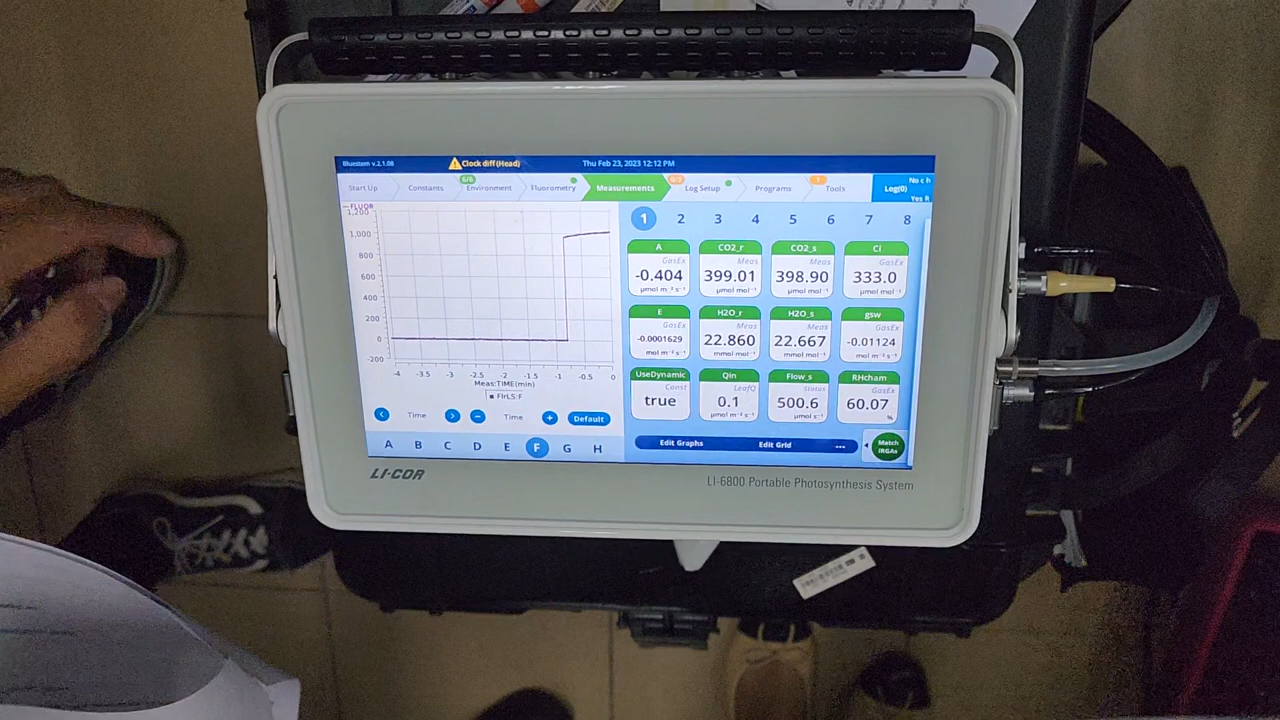 Bluestem v.2.1.08 Clock diff (Head) Thu Feb 23, 2023 12:12 PM
Start Up Constants 6/6 Environment Fluorometry Measurements Log Setup Programs 1 Tools Log(0) No ch
Yes R
FLUOR
1,200
1,000
800
600
400
200
0
-200
-4 -3.5 -3 -2.5 -2 -1.5 -1 -0.5 0
Meas:TIME(min)
FlrLS:F
Time Time Default
A B C D E F G H
1 2 3 4 5 6 7 8
A CO2_r CO2_s Ci
GasEx Meas Meas GasEx
-0.404 399.01 398.90 333.0
µmol m⁻² s⁻¹ µmol mol⁻¹ µmol mol⁻¹ µmol mol⁻¹
E H2O_r H2O_s gsw
GasEx Meas Meas GasEx
-0.0001629 22.860 22.667 -0.01124
mol m⁻² s⁻¹ mmol mol⁻¹ mmol mol⁻¹ mol m⁻² s⁻¹
UseDynamic Qin Flow_s RHcham
Const LeafQ Status GasEx
true 0.1 500.6 60.07
µmol m⁻² s⁻¹ µmol s⁻¹ %
Edit Graphs Edit Grid ... Match
IRGAs
LI-COR
LI-6800 Portable Photosynthesis System